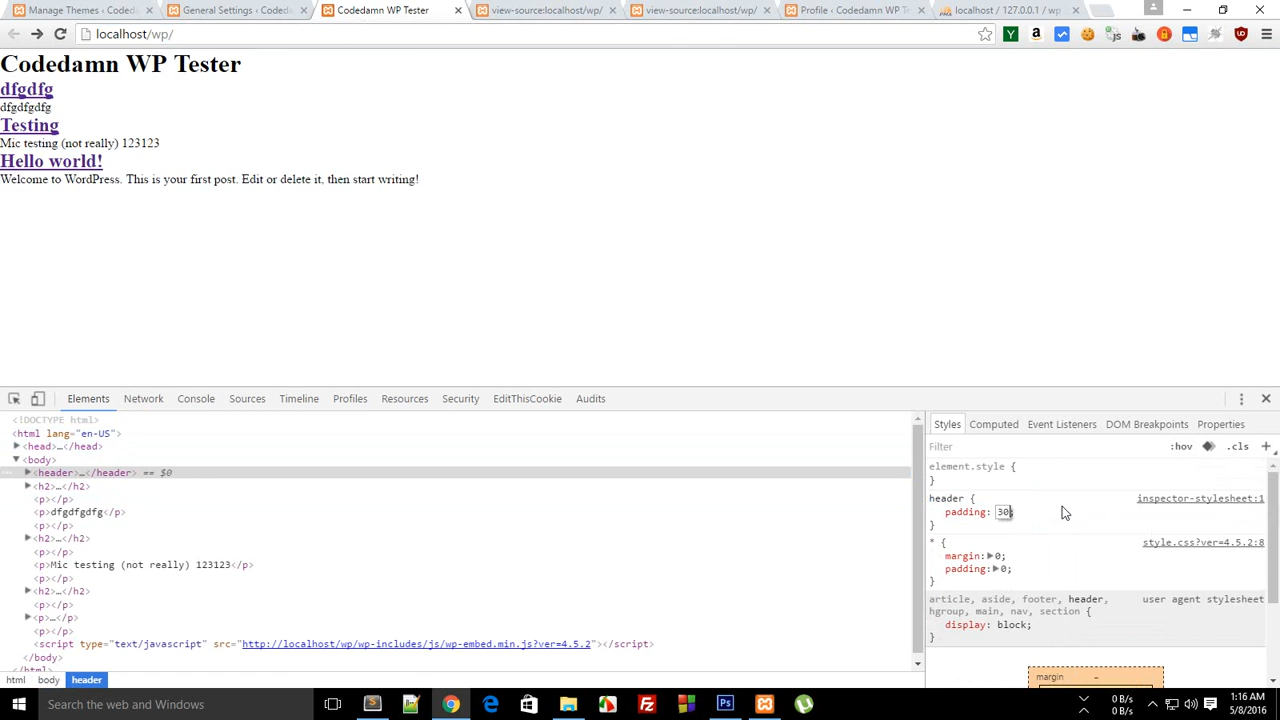 Manage Themes ‹ Coded
General Settings ‹ Coded
Codedamn WP Tester
view-source:localhost/wp/
view-source:localhost/wp/
Profile ‹ Codedamn WP Te
localhost / 127.0.0.1 / wp
localhost/wp/
Codedamn WP Tester
dfgdfg
dfgdfgdfg
Testing
Mic testing (not really) 123123
Hello world!
Welcome to WordPress. This is your first post. Edit or delete it, then start writing!
Elements Network Console Sources Timeline Profiles Resources Security EditThisCookie Audits
<!DOCTYPE html>
<html lang="en-US">
<head>…</head>
<body>
<header>…</header> == $0
<h2>…</h2>
<p></p>
<p>dfgdfgdfg</p>
<p></p>
<h2>…</h2>
<p></p>
<p>Mic testing (not really) 123123</p>
<p></p>
<h2>…</h2>
<p></p>
<p>…</p>
<p></p>
<script type="text/javascript" src="http://localhost/wp/wp-includes/js/wp-embed.min.js?ver=4.5.2"></script>
</body>
</html>
html body header
Styles Computed Event Listeners DOM Breakpoints Properties
Filter :hov .cls +
element.style {
}
header { inspector-stylesheet:1
padding: 30;
}
* { style.css?ver=4.5.2:8
margin: 0;
padding: 0;
}
article, aside, footer, header, user agent stylesheet
hgroup, main, nav, section {
display: block;
}
margin –
Search the web and Windows
0 B/s
0 B/s
1:16 AM
5/8/2016